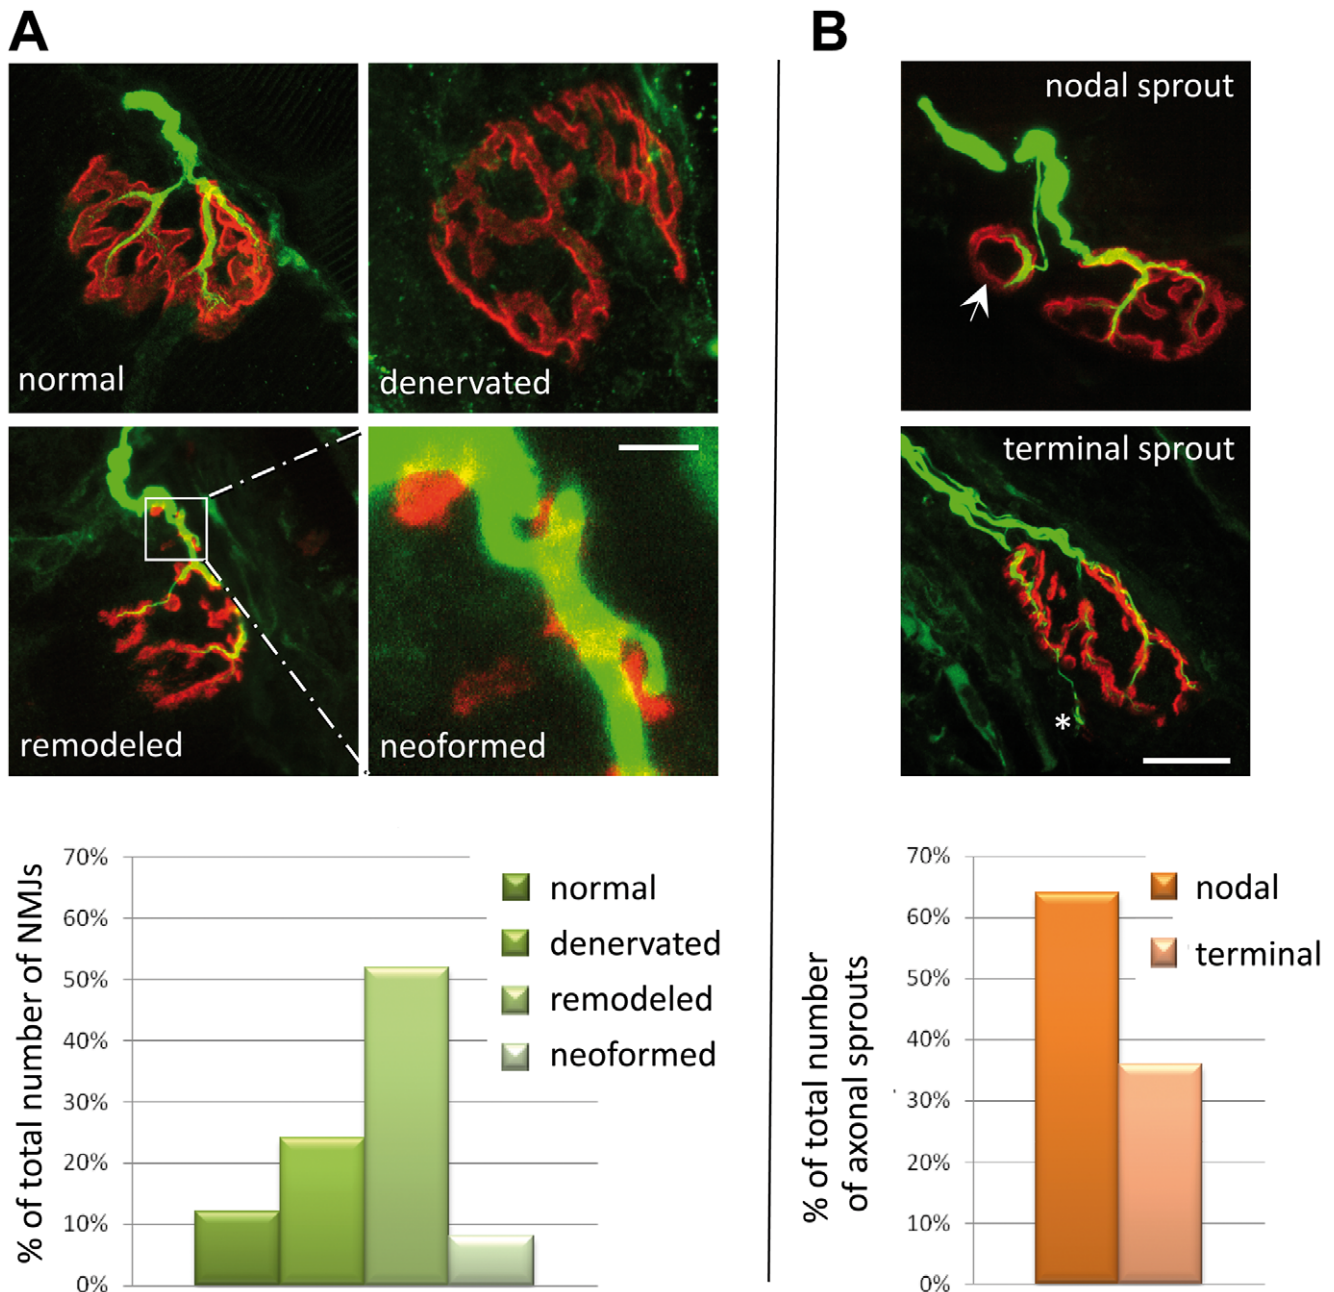 A
normal
denervated
remodeled
neoformed
% of total number of NMJs
70%
60%
50%
40%
30%
20%
10%
0%
normal
denervated
remodeled
neoformed
B
nodal sprout
terminal sprout
*
% of total number
of axonal sprouts
70%
60%
50%
40%
30%
20%
10%
0%
nodal
terminal